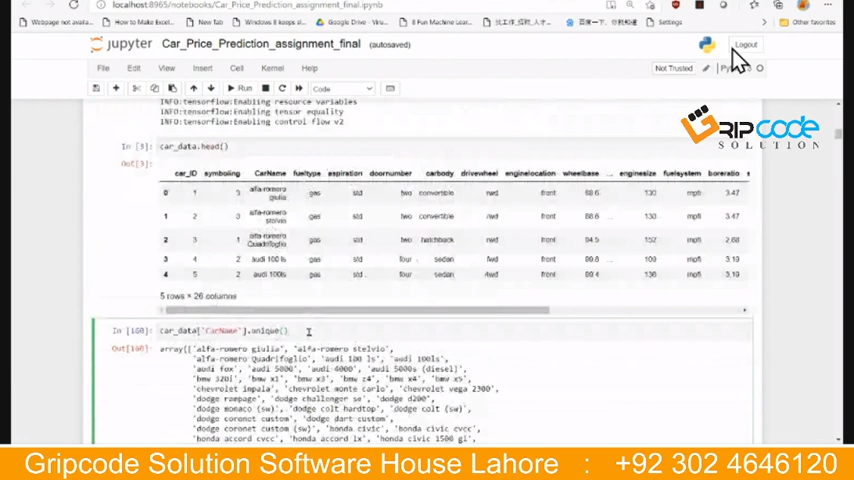 localhost:8965/notebooks/Car_Price_Prediction_assignment_final.ipynb
Webpage not availa... How to Make Excel... New Tab Windows 8 keeps sl... Google Drive - Viru... 8 Fun Machine Lear... Settings Other favorites
jupyter Car_Price_Prediction_assignment_final (autosaved) Logout
File Edit View Insert Cell Kernel Help Not Trusted
Run Code
INFO:tensorflow:Enabling resource variables
INFO:tensorflow:Enabling tensor equality
INFO:tensorflow:Enabling control flow v2
GRIPCODE
SOLUTION
In [3]: car_data.head()
Out[3]:
car_ID symboling CarName fueltype aspiration doornumber carbody drivewheel enginelocation wheelbase ... enginesize fuelsystem boreratio s
0 1 3 alfa-romero giulia gas std two convertible rwd front 88.6 ... 130 mpfi 3.47
1 2 3 alfa-romero stelvio gas std two convertible rwd front 88.6 ... 130 mpfi 3.47
2 3 1 alfa-romero Quadrifoglio gas std two hatchback rwd front 94.5 ... 152 mpfi 2.68
3 4 2 audi 100 ls gas std four sedan fwd front 99.8 ... 109 mpfi 3.19
4 5 2 audi 100ls gas std four sedan 4wd front 99.4 ... 136 mpfi 3.19
5 rows × 26 columns
In [160]: car_data['CarName'].unique()
Out[160]: array(['alfa-romero giulia', 'alfa-romero stelvio',
'alfa-romero Quadrifoglio', 'audi 100 ls', 'audi 100ls',
'audi fox', 'audi 5000', 'audi 4000', 'audi 5000s (diesel)',
'bmw 320i', 'bmw x1', 'bmw x3', 'bmw z4', 'bmw x4', 'bmw x5',
'chevrolet impala', 'chevrolet monte carlo', 'chevrolet vega 2300',
'dodge rampage', 'dodge challenger se', 'dodge d200',
'dodge monaco (sw)', 'dodge colt hardtop', 'dodge colt (sw)',
'dodge coronet custom', 'dodge dart custom',
'dodge coronet custom (sw)', 'honda civic', 'honda civic cvcc',
'honda accord cvcc', 'honda accord lx', 'honda civic 1500 gl',
Gripcode Solution Software House Lahore : +92 302 4646120